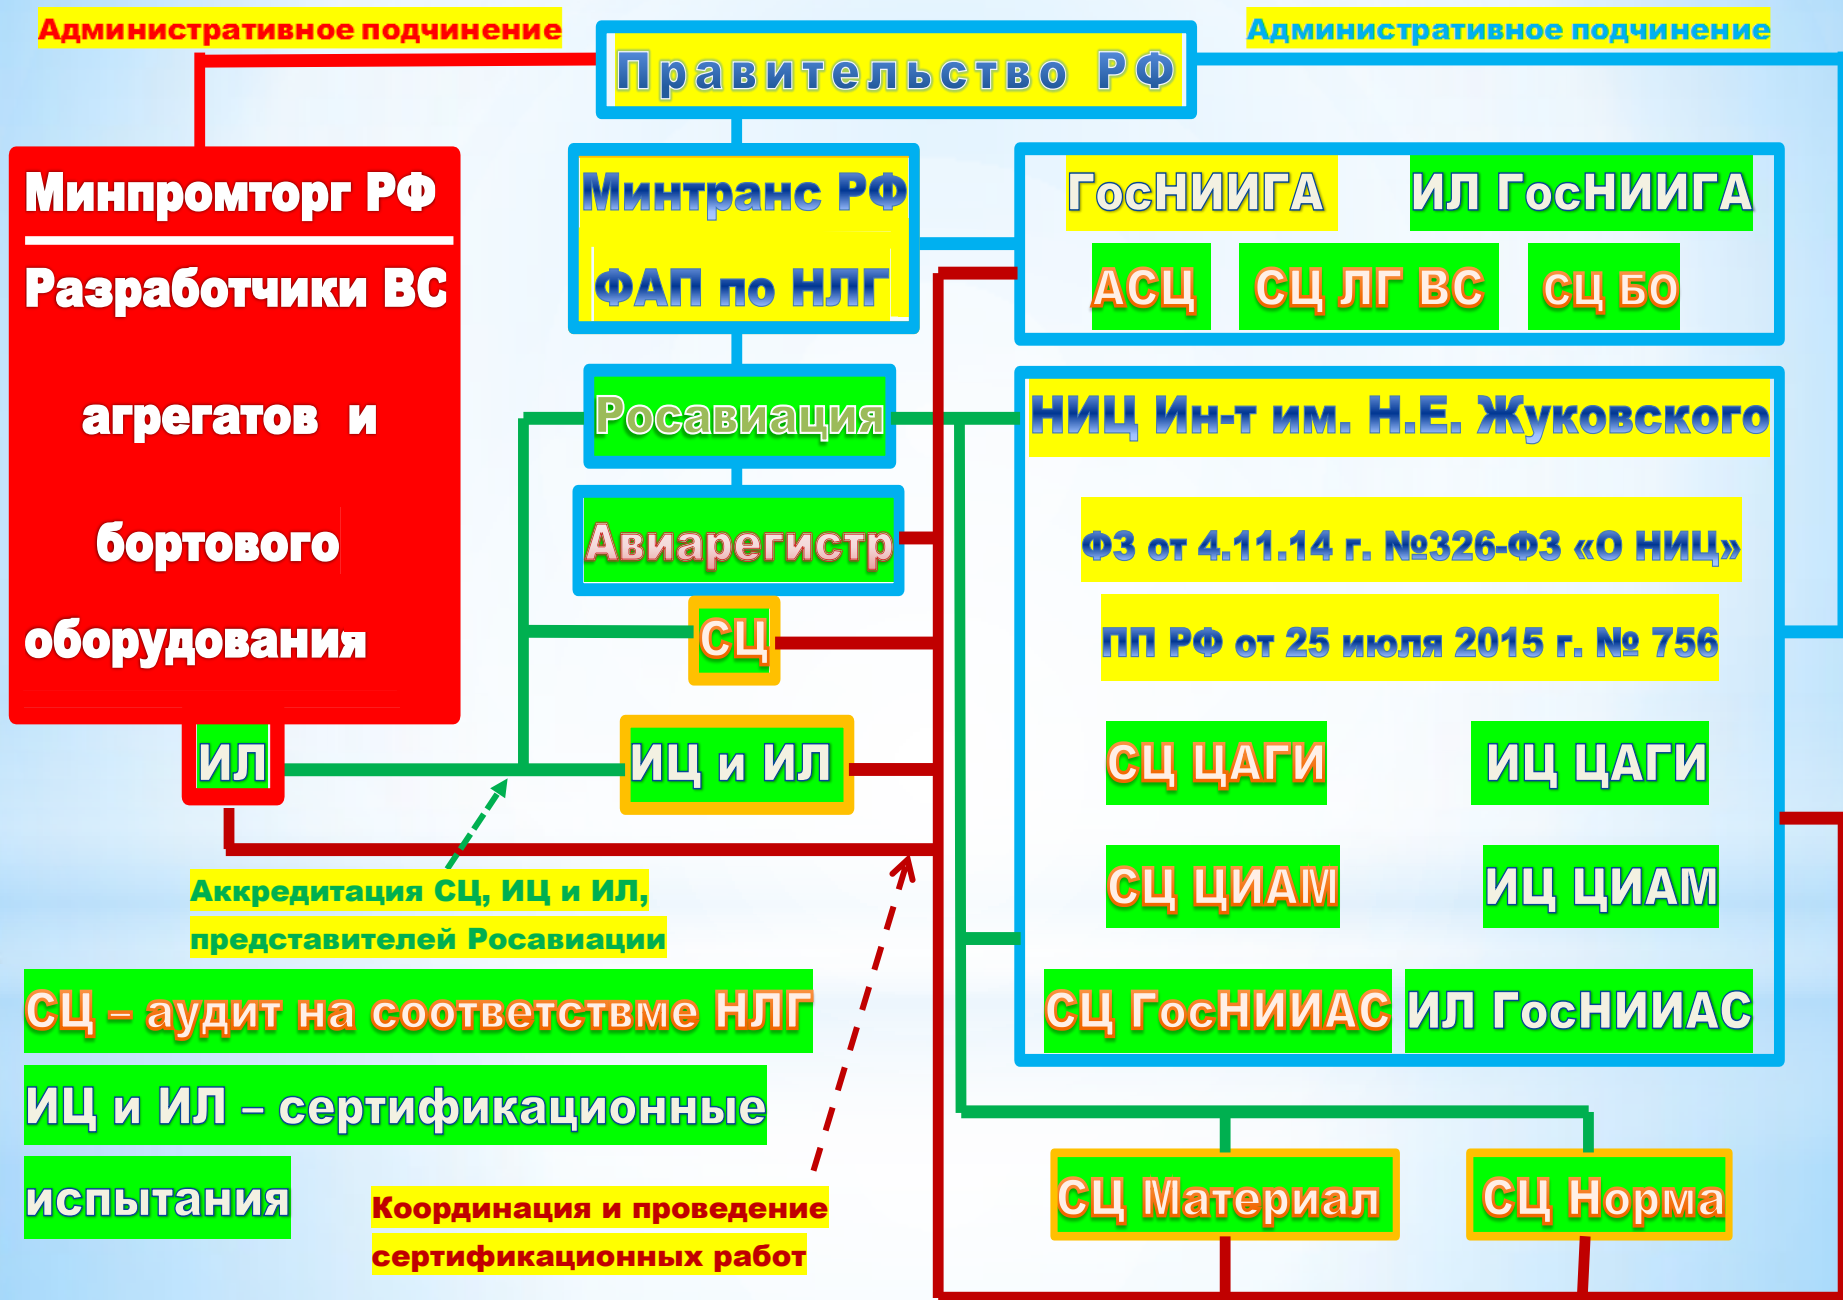 Административное подчинение
Административное подчинение
Правительство РФ
Минпромторг РФ
Разработчики ВС
агрегатов и
бортового
оборудования
ИЛ
Минтранс РФ
ФАП по НЛГ
Росавиация
Авиарегистр
СЦ
ИЦ и ИЛ
ГосНИИГА ИЛ ГосНИИГА
АСЦ СЦ ЛГ ВС СЦ БО
НИЦ Ин-т им. Н.Е. Жуковского
ФЗ от 4.11.14 г. №326-ФЗ «О НИЦ»
ПП РФ от 25 июля 2015 г. № 756
СЦ ЦАГИ ИЦ ЦАГИ
СЦ ЦИАМ ИЦ ЦИАМ
СЦ ГосНИИАС ИЛ ГосНИИАС
СЦ Материал СЦ Норма
Аккредитация СЦ, ИЦ и ИЛ,
представителей Росавиации
СЦ – аудит на соответствме НЛГ
ИЦ и ИЛ – сертификационные
испытания
Координация и проведение
сертификационных работ